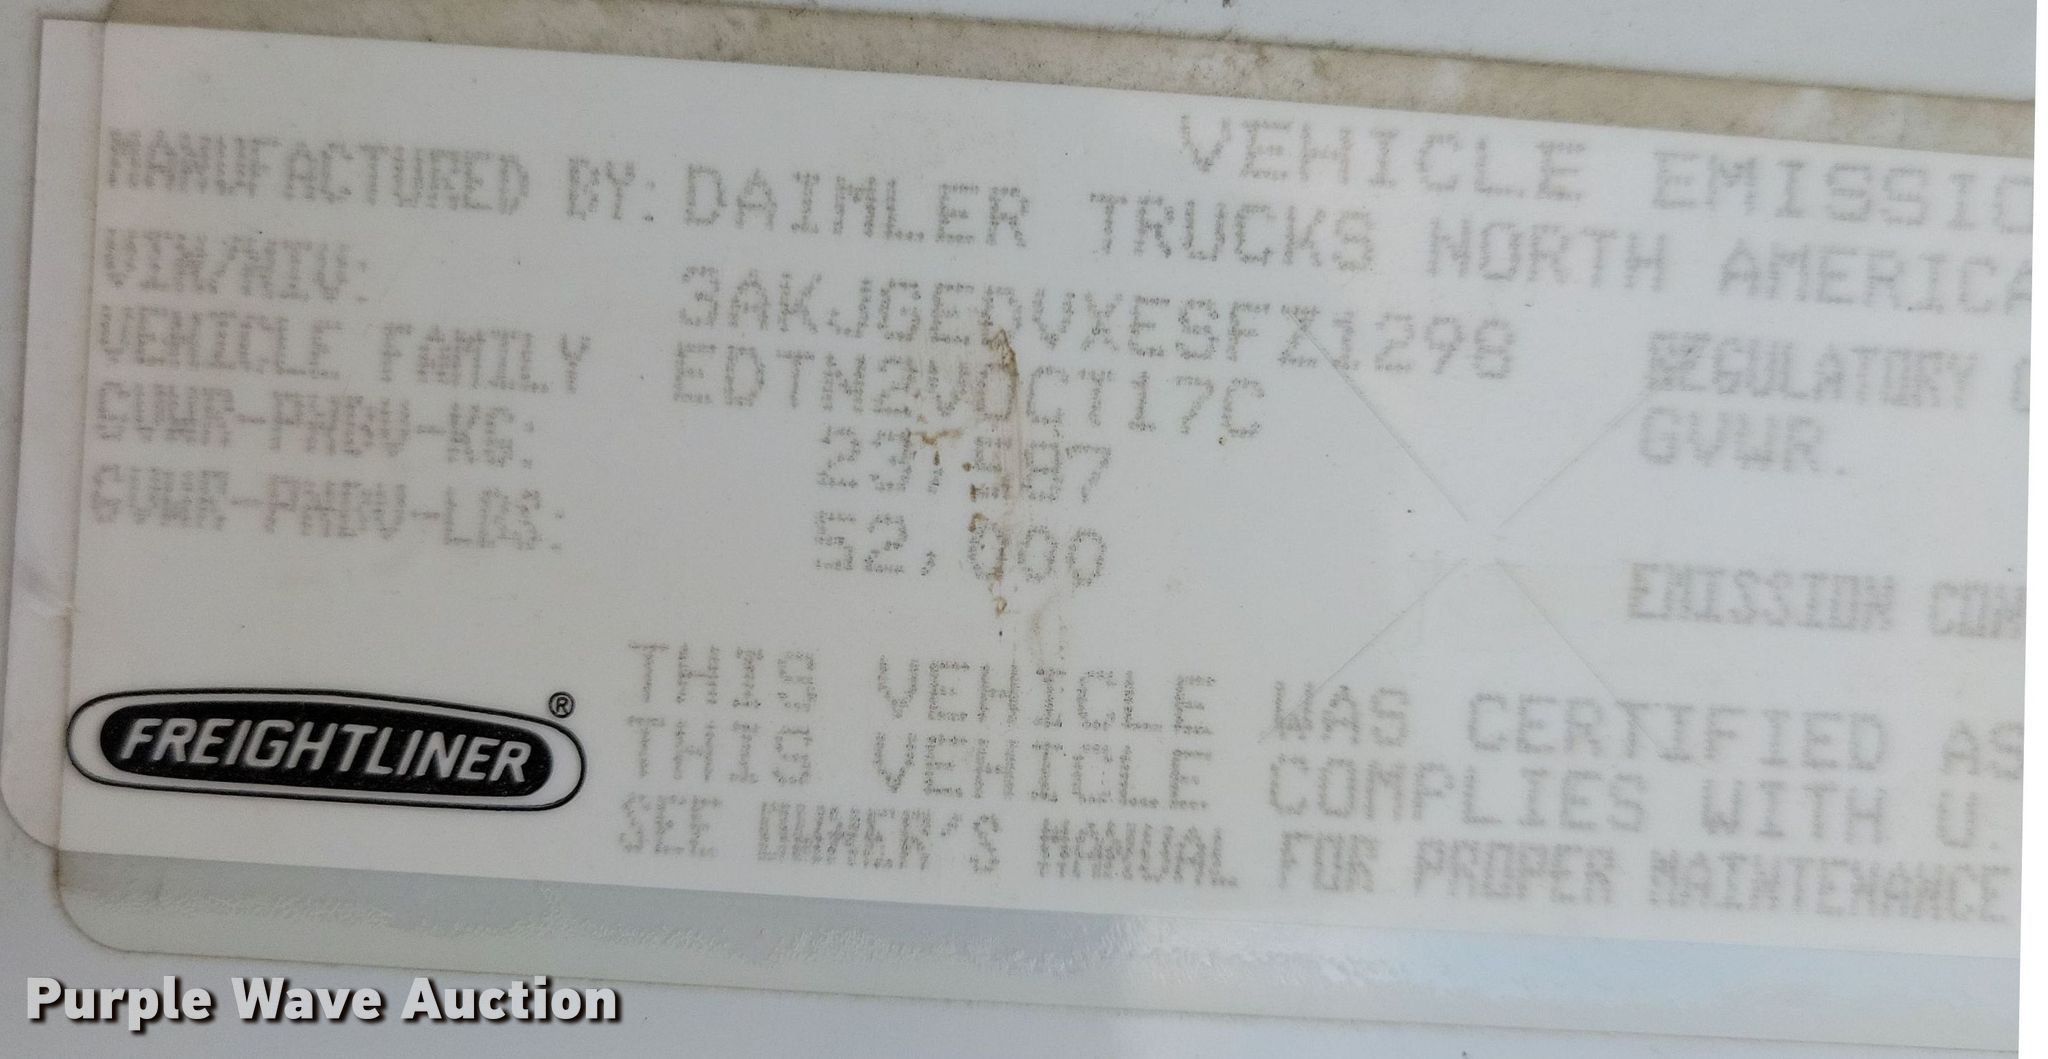 VEHICLE EMISSIO
MANUFACTURED BY: DAIMLER TRUCKS NORTH AMERICA
VIN/NIV: 3AKJGEDVXESFZ1298
VEHICLE FAMILY EDTN2VOCT17C
REGULATORY C
GVWR-PNBV-KG: 23,587
GVWR.
GVWR-PNBV-LBS: 52,000
EMISSION CON
THIS VEHICLE WAS CERTIFIED AS
THIS VEHICLE COMPLIES WITH U.
SEE OWNER'S MANUAL FOR PROPER MAINTENANCE
FREIGHTLINER®
Purple Wave Auction